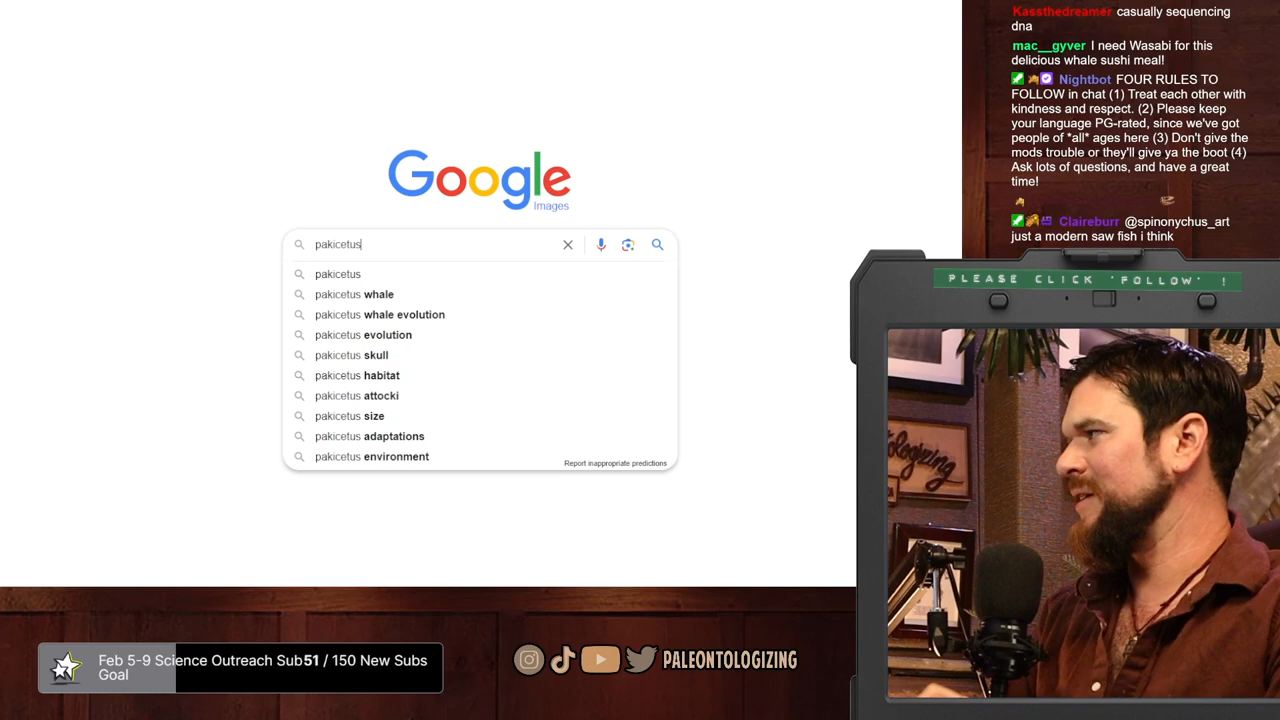 Google
Images
pakicetus
pakicetus
pakicetus whale
pakicetus whale evolution
pakicetus evolution
pakicetus skull
pakicetus habitat
pakicetus attocki
pakicetus size
pakicetus adaptations
pakicetus environment
Report inappropriate predictions
Kassthedreamer casually sequencing
dna
mac__gyver I need Wasabi for this
delicious whale sushi meal!
Nightbot FOUR RULES TO
FOLLOW in chat (1) Treat each other with
kindness and respect. (2) Please keep
your language PG-rated, since we've got
people of *all* ages here (3) Don't give the
mods trouble or they'll give ya the boot (4)
Ask lots of questions, and have a great
time!
Claireburr @spinonychus_art
just a modern saw fish i think
PLEASE CLICK 'FOLLOW' !
Feb 5-9 Science Outreach Sub 51 / 150 New Subs
Goal
PALEONTOLOGIZING